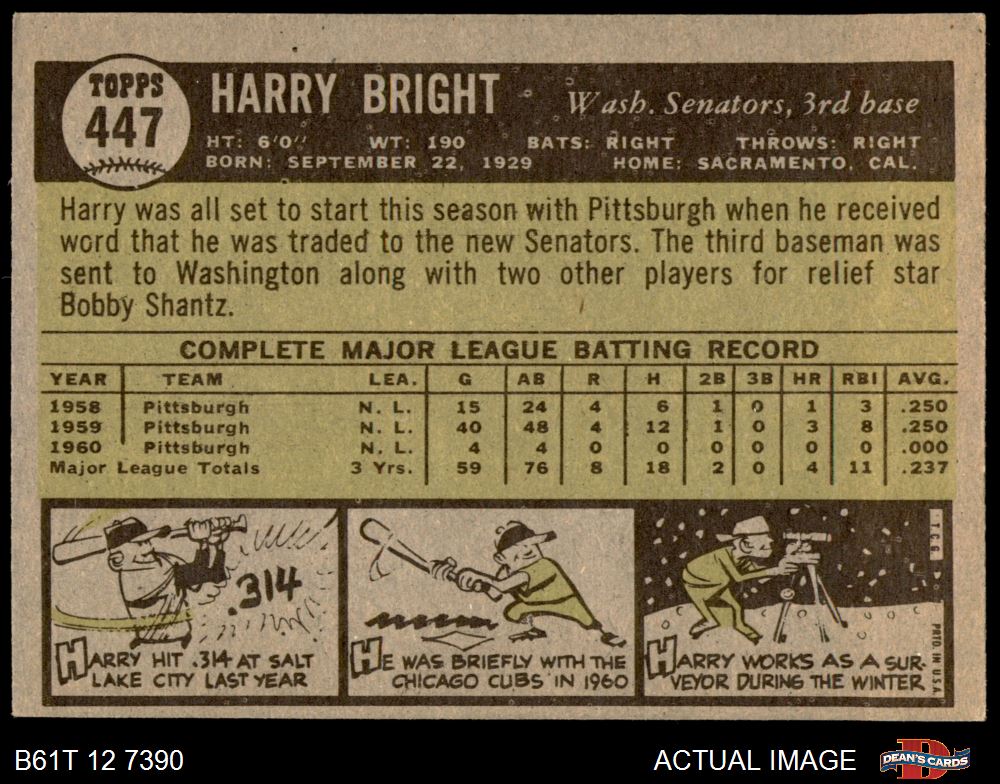 TOPPS
447
HARRY BRIGHT Wash. Senators, 3rd base
HT: 6'0" WT: 190 BATS: RIGHT THROWS: RIGHT
BORN: SEPTEMBER 22, 1929 HOME: SACRAMENTO, CAL.
Harry was all set to start this season with Pittsburgh when he received
word that he was traded to the new Senators. The third baseman was
sent to Washington along with two other players for relief star
Bobby Shantz.
COMPLETE MAJOR LEAGUE BATTING RECORD
YEAR TEAM LEA. G AB R H 2B 3B HR RBI AVG.
1958 Pittsburgh N. L. 15 24 4 6 1 0 1 3 .250
1959 Pittsburgh N. L. 40 48 4 12 1 0 3 8 .250
1960 Pittsburgh N. L. 4 4 0 0 0 0 0 0 .000
Major League Totals 3 Yrs. 59 76 8 18 2 0 4 11 .237
.314
HARRY HIT .314 AT SALT
LAKE CITY LAST YEAR
HE WAS BRIEFLY WITH THE
CHICAGO CUBS IN 1960
HARRY WORKS AS A SUR-
VEYOR DURING THE WINTER
T.C.G.
PRTD. IN U.S.A.
B61T 12 7390 ACTUAL IMAGE
D
DEAN'S CARDS